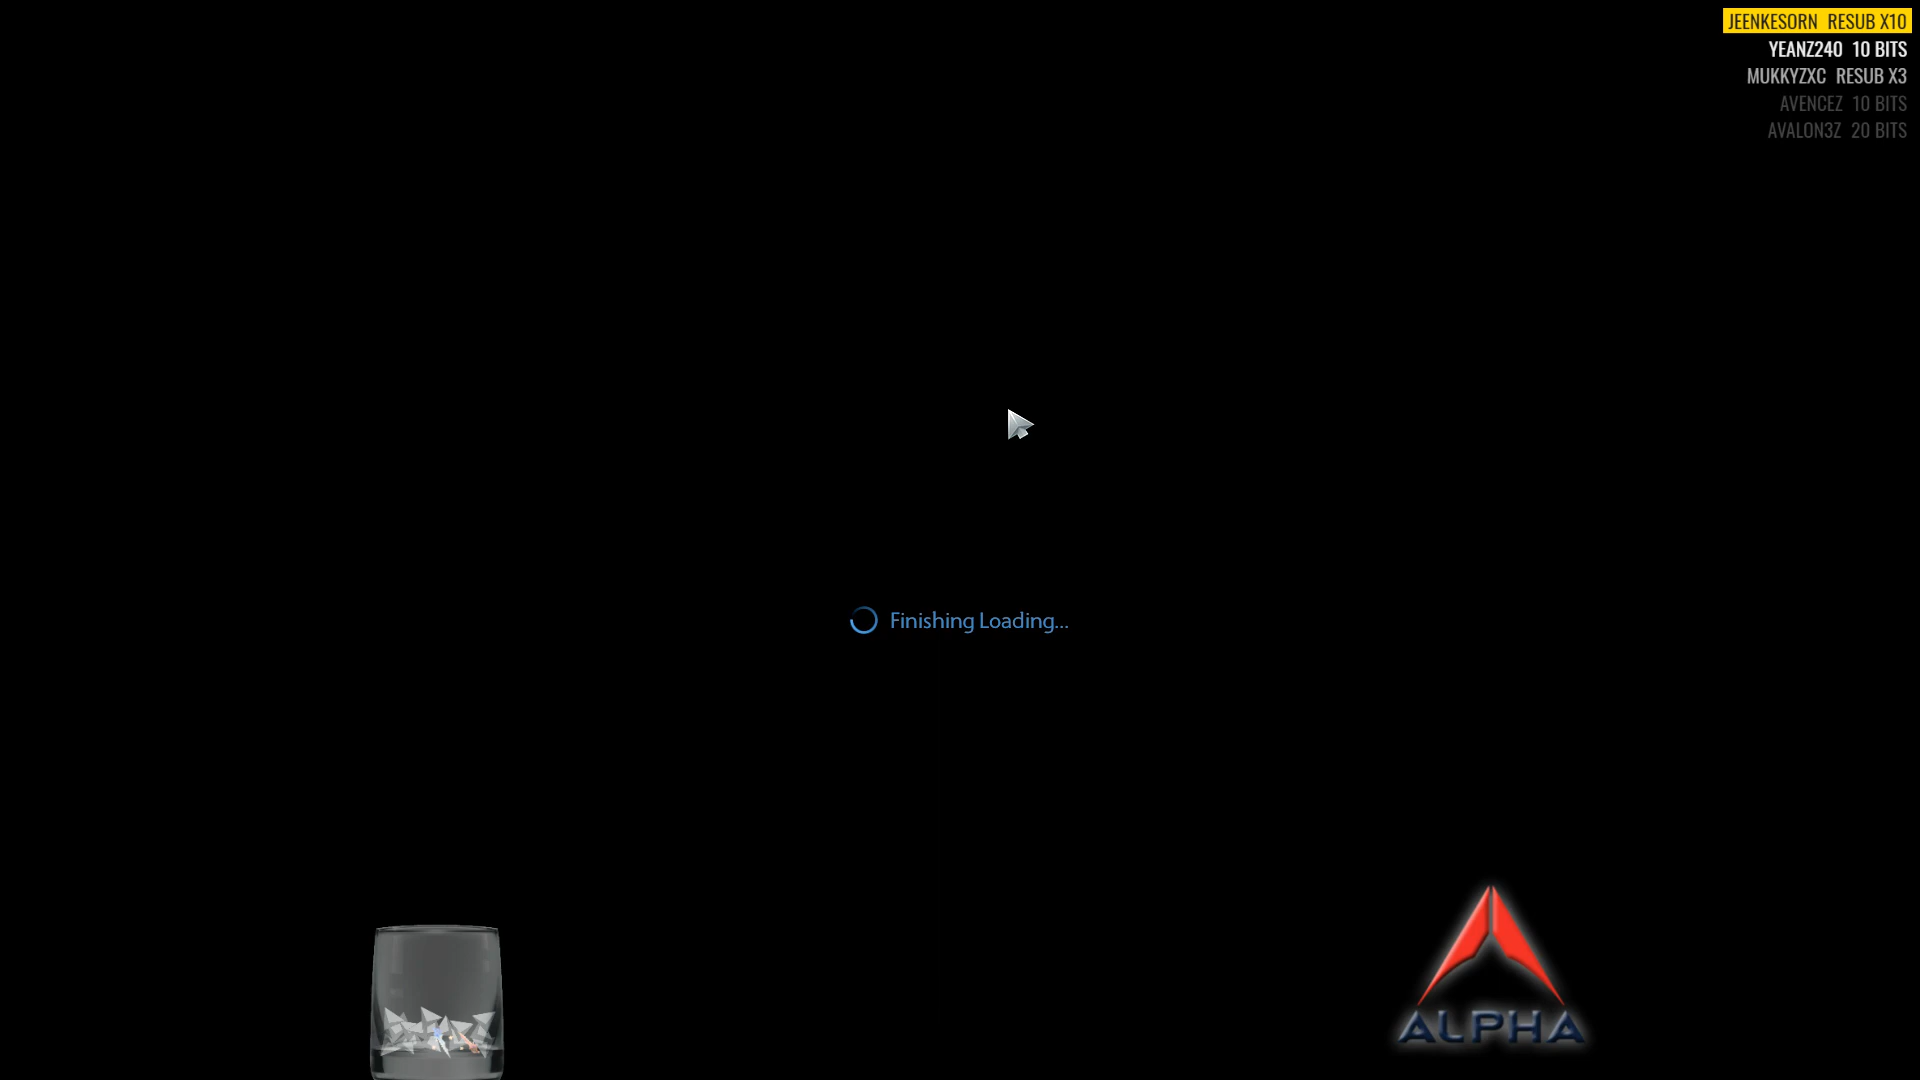 JEENKESORN RESUB X10
YEANZ240 10 BITS
MUKKYZXC RESUB X3
AVENCEZ 10 BITS
AVALON3Z 20 BITS
Finishing Loading...
ALPHA